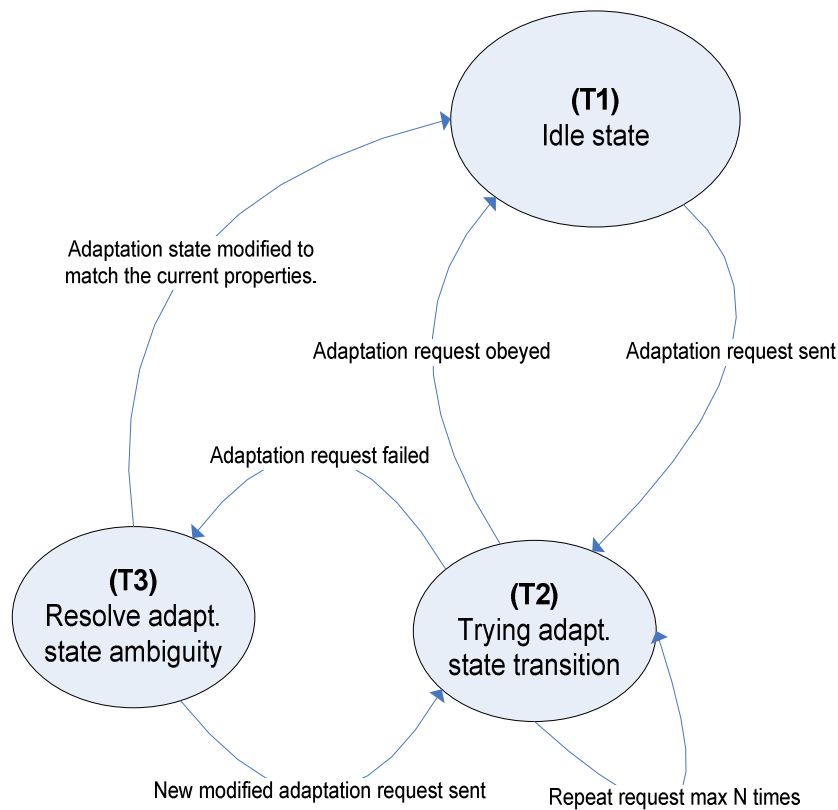 (T1)
Idle state
Adaptation state modified to
match the current properties.
Adaptation request obeyed
Adaptation request sent
Adaptation request failed
(T3)
Resolve adapt.
state ambiguity
(T2)
Trying adapt.
state transition
New modified adaptation request sent
Repeat request max N times